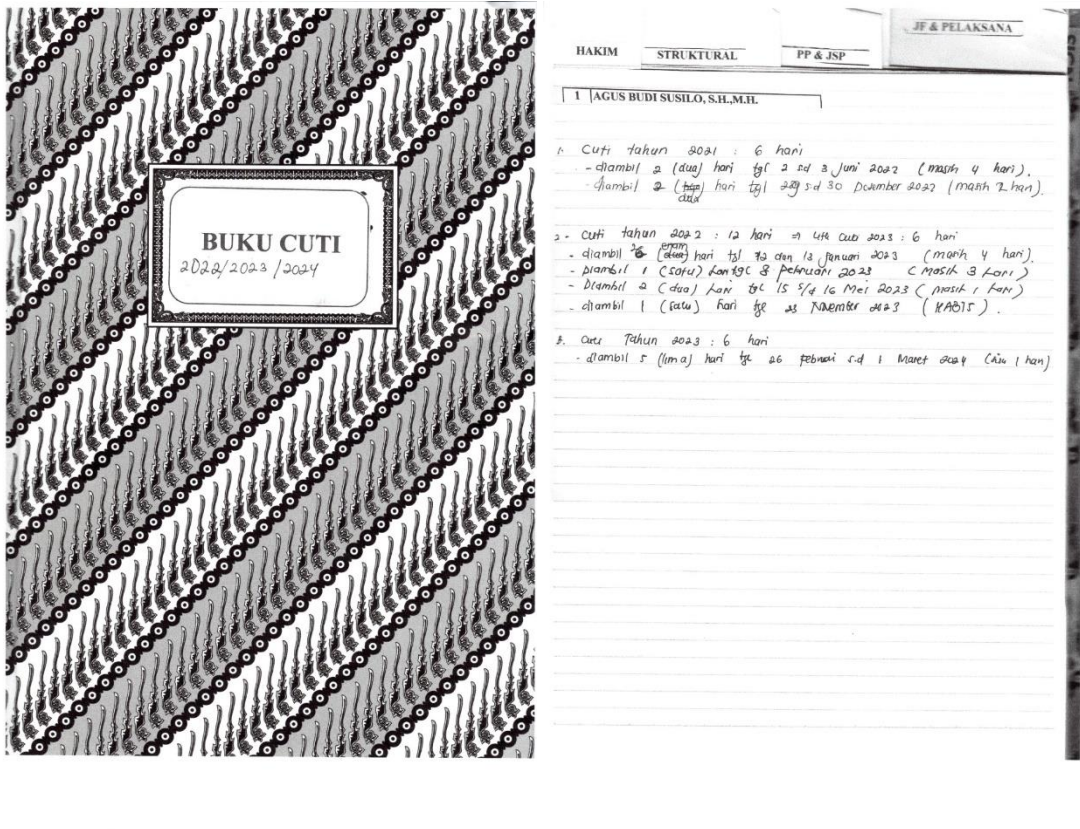 BUKU CUTI
2022/2023/2024
HAKIM
STRUKTURAL
PP & JSP
JF & PELAKSANA
1 AGUS BUDI SUSILO, S.H.,M.H.
1. Cuti tahun 2021 : 6 hari
- diambil 2 (dua) hari tgl 2 sd 3 Juni 2022 (masih 4 hari).
- diambil 2 (dua) hari tgl 29 s.d 30 Desember 2022 (masih 2 hari).
2. Cuti tahun 2022 : 12 hari ⇒ utk Cuti 2023 : 6 hari
- diambil (enam) hari tgl 12 dan 13 Januari 2023 (masih 4 hari).
- Diambil 1 (satu) hari tgl 8 Februari 2023 (Masih 3 hari)
- Diambil 2 (dua) hari tgl 15 s/d 16 Mei 2023 (Masih 1 hari)
- diambil 1 (satu) hari tgl 23 November 2023 (HABIS).
3. Cuti Tahun 2023 : 6 hari
- diambil 5 (lima) hari tgl 26 Februari s.d 1 Maret 2024 (sisa 1 hari)